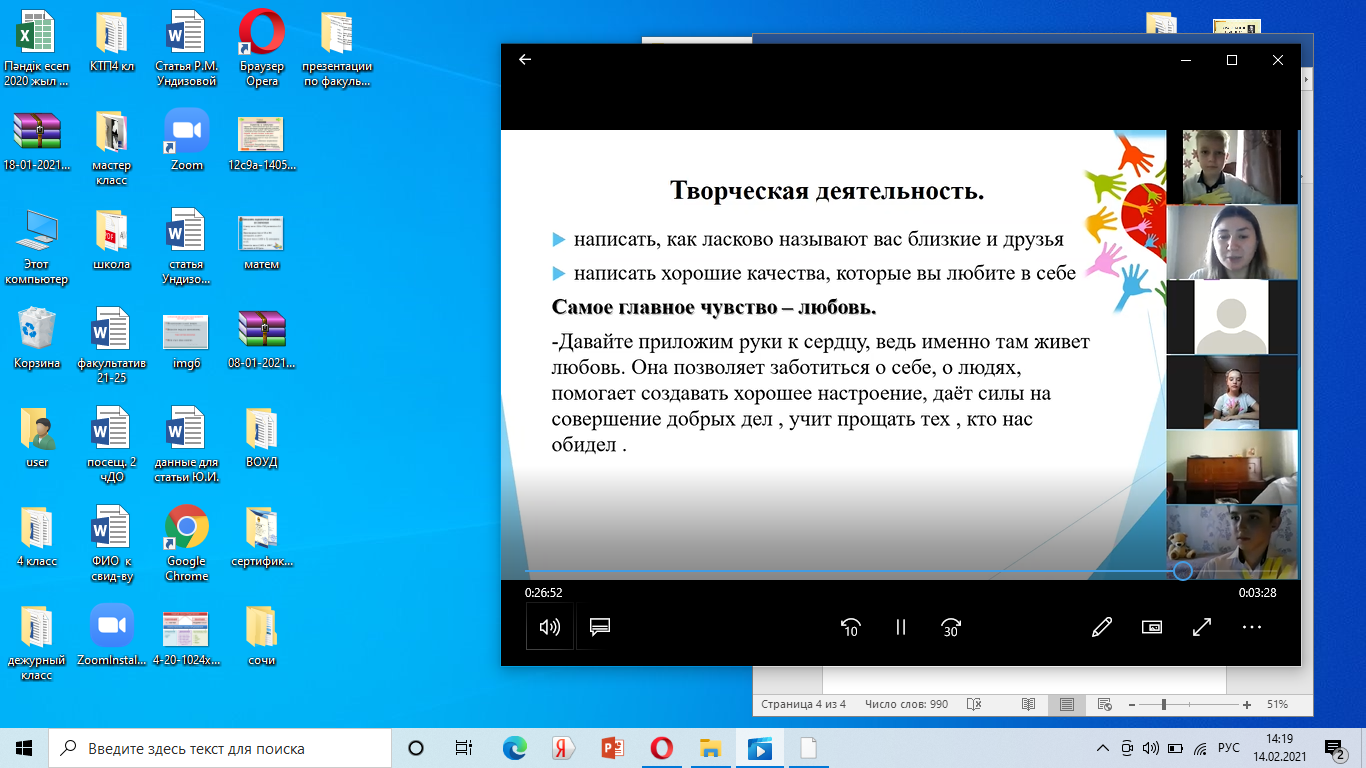 Пәндік есеп
2020 жыл ...
КТП4 кл
Статья Р.М.
Ундизовой
Браузер
Opera
презентации
по факуль...
18-01-2021...
мастер
класс
Zoom
12c9a-1405...
Этот
компьютер
школа
статья
Ундизо...
матем
Корзина
факультатив
21-25
img6
08-01-2021...
user
посещ. 2
чДО
данные для
статьи Ю.И.
ВОУД
4 класс
ФИО к
свид-ву
Google
Chrome
сертифик...
дежурный
класс
ZoomInstal...
4-20-1024x...
сочи
Творческая деятельность.
написать, как ласково называют вас близкие и друзья
написать хорошие качества, которые вы любите в себе
Самое главное чувство – любовь.
-Давайте приложим руки к сердцу, ведь именно там живет
любовь. Она позволяет заботиться о себе, о людях,
помогает создавать хорошее настроение, даёт силы на
совершение добрых дел , учит прощать тех , кто нас
обидел .
0:26:52
0:03:28
10
30
Страница 4 из 4
Число слов: 990
51%
Введите здесь текст для поиска
РУС
14:19
14.02.2021
2